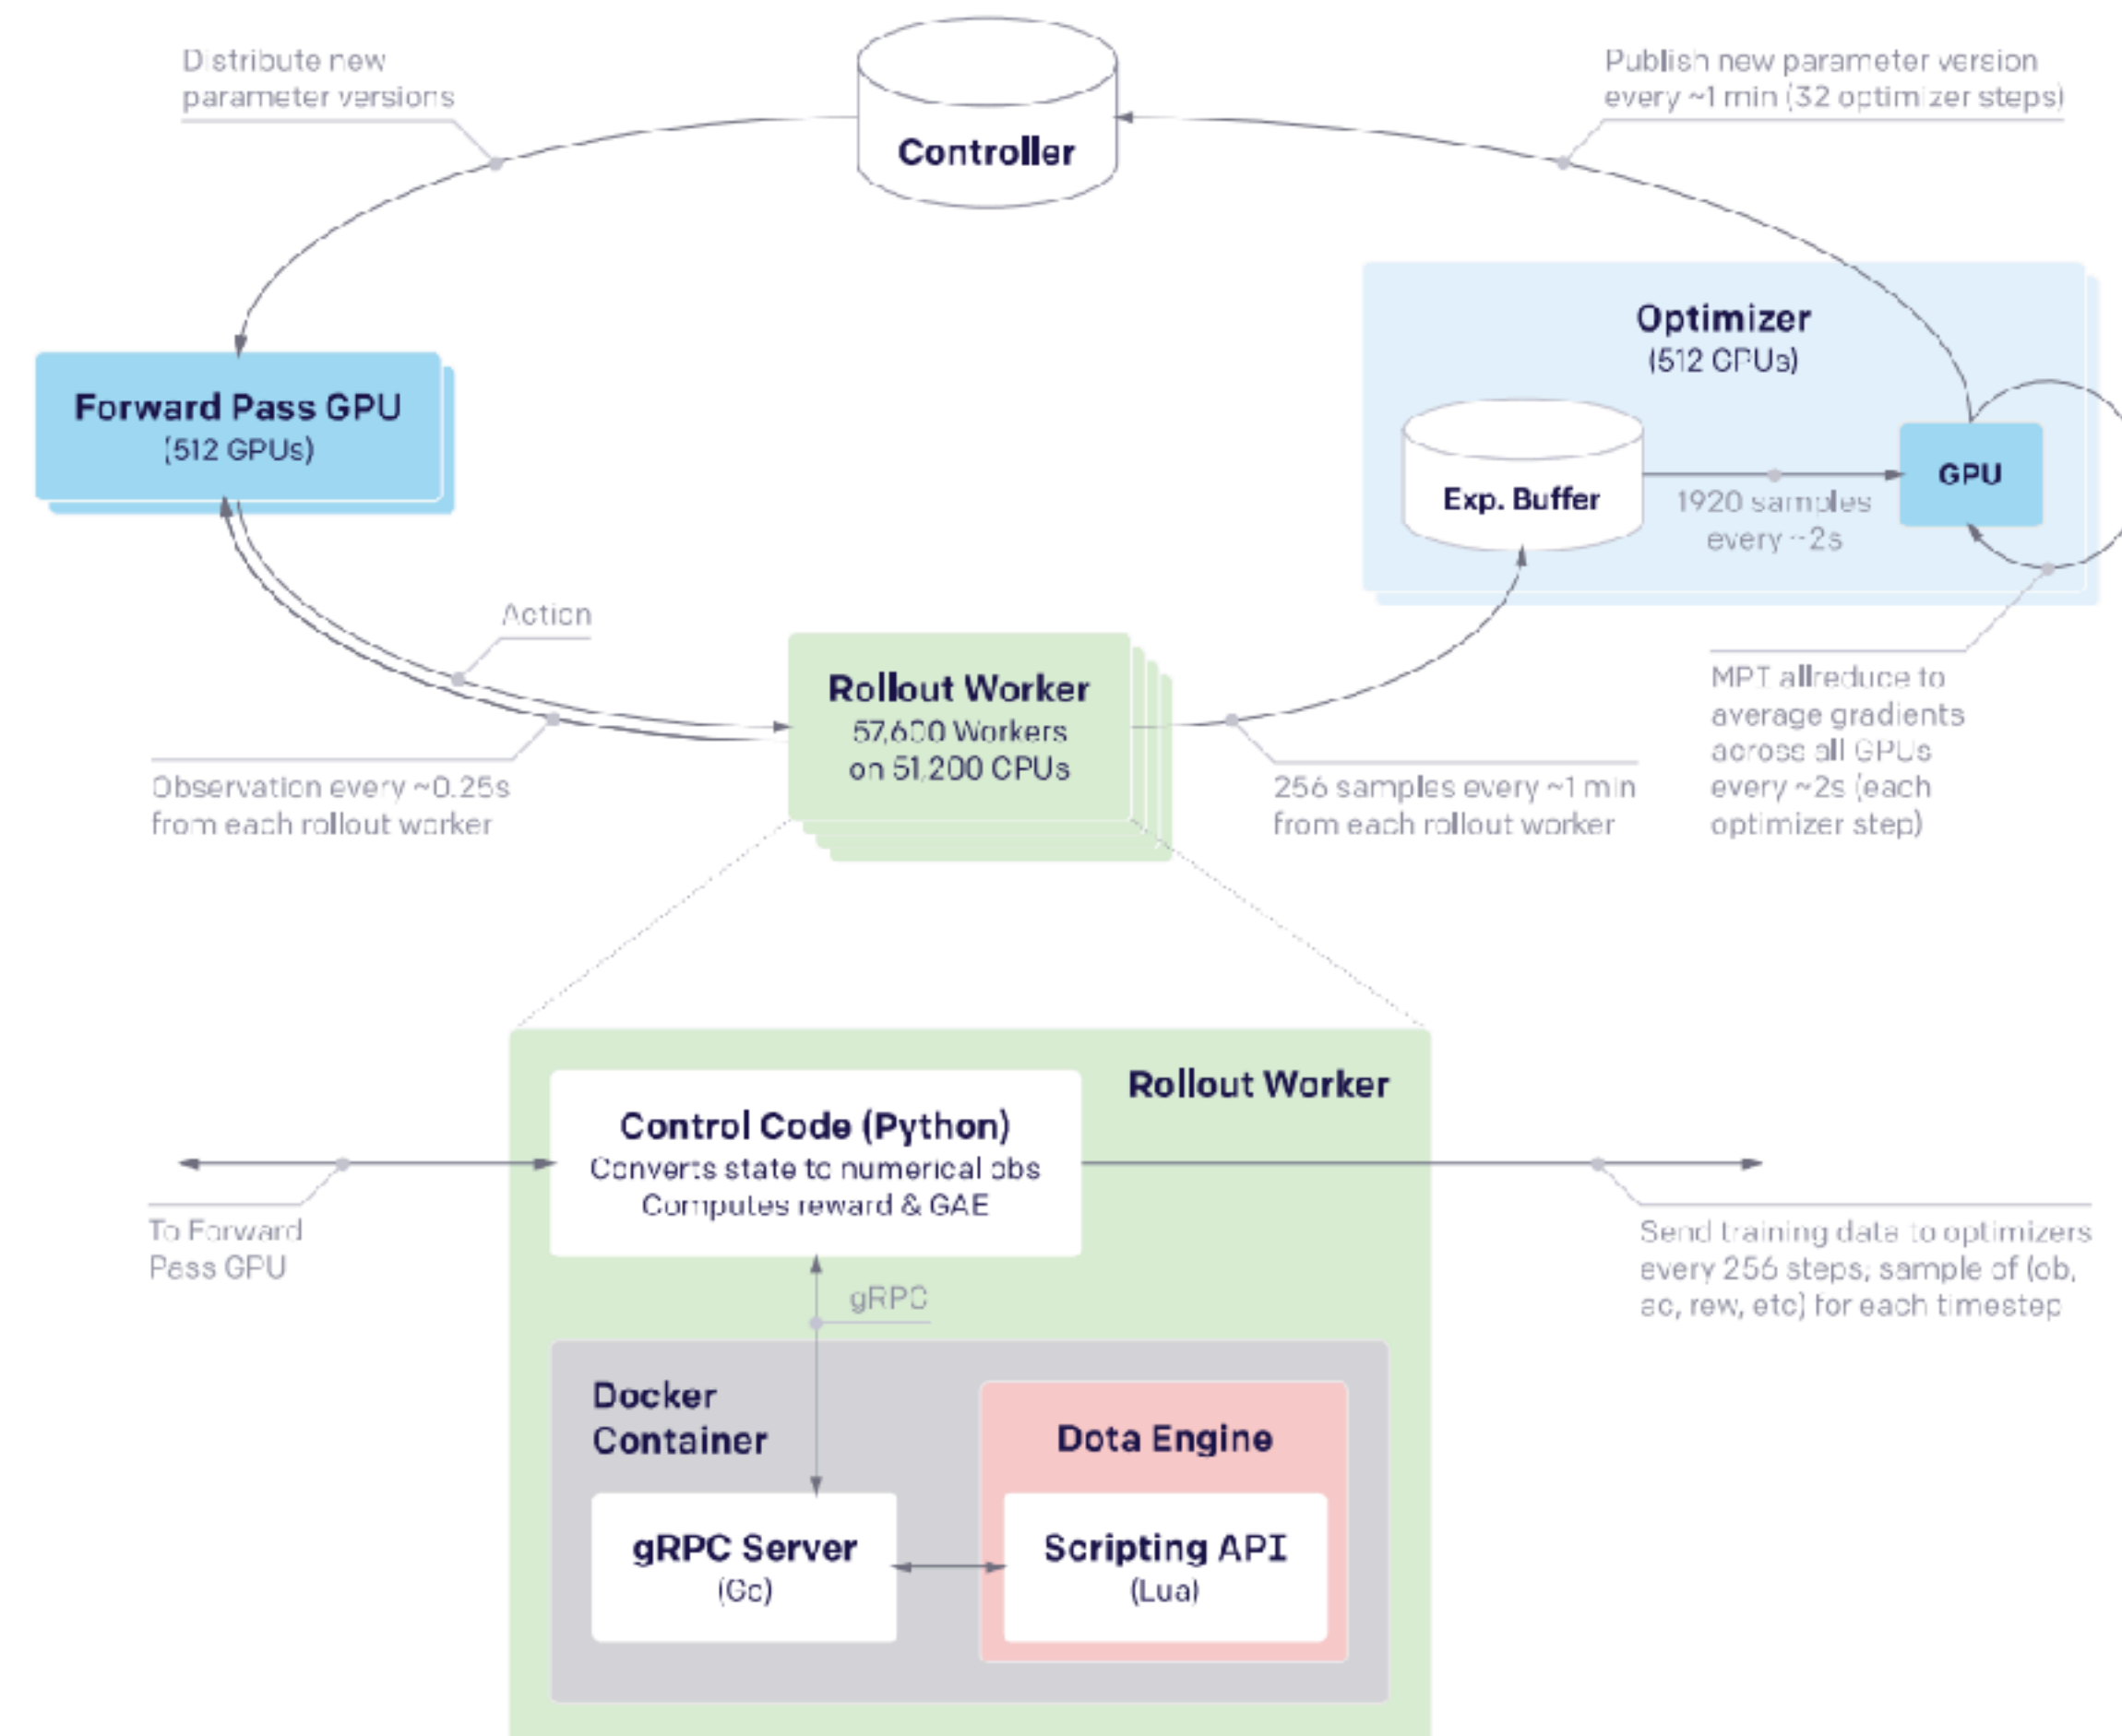 Distribute new
parameter versions
Controller
Publish new parameter version
every ~1 min (32 optimizer steps)
Forward Pass GPU
(512 GPUs)
Optimizer
(512 GPUs)
Exp. Buffer
1920 samples
every ~2s
GPU
Action
Observation every ~0.25s
from each rollout worker
Rollout Worker
57,600 Workers
on 51,200 CPUs
256 samples every ~1 min
from each rollout worker
MPI allreduce to
average gradients
across all GPUs
every ~2s (each
optimizer step)
Rollout Worker
Control Code (Python)
Converts state to numerical obs
Computes reward & GAE
To Forward
Pass GPU
Send training data to optimizers
every 256 steps; sample of (ob,
ac, rew, etc) for each timestep
gRPC
Docker
Container
Dota Engine
gRPC Server
(Go)
Scripting API
(Lua)